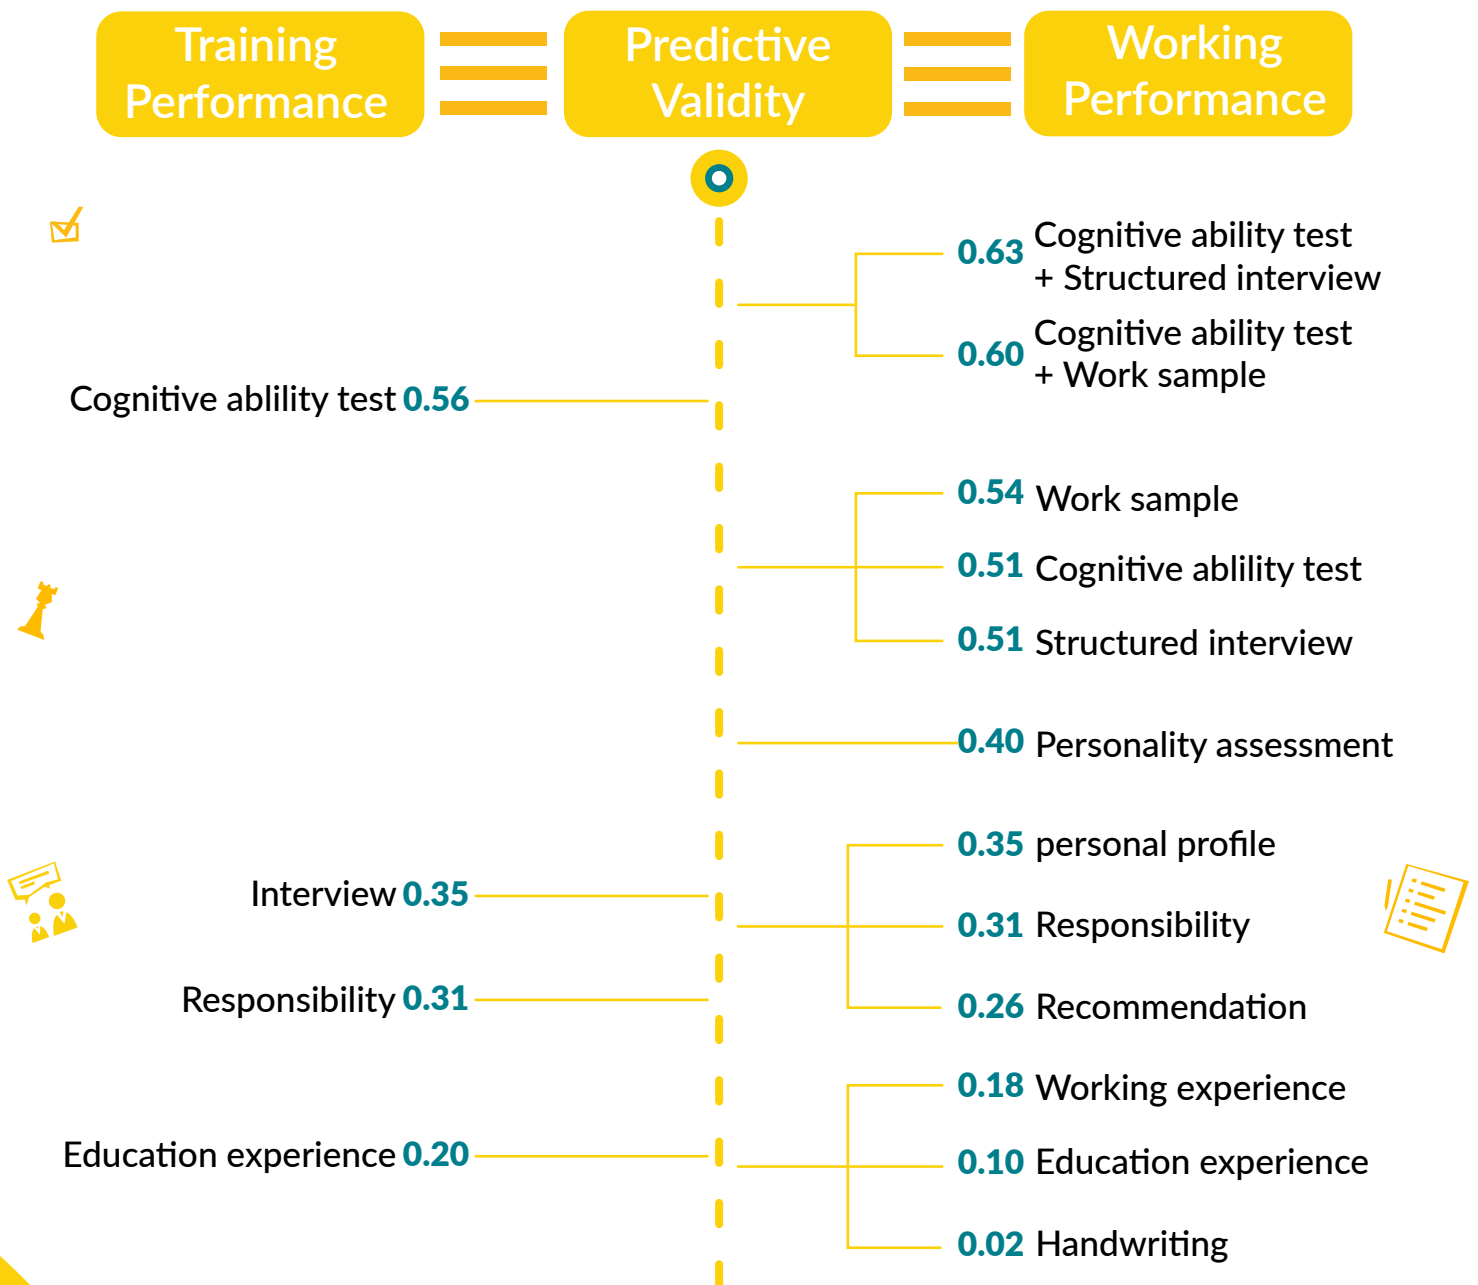 Training
Performance
Predictive
Validity
Working
Performance
0.63 Cognitive ability test
+ Structured interview
0.60 Cognitive ability test
+ Work sample
Cognitive ablility test 0.56
0.54 Work sample
0.51 Cognitive ablility test
0.51 Structured interview
0.40 Personality assessment
0.35 personal profile
Interview 0.35
0.31 Responsibility
Responsibility 0.31
0.26 Recommendation
0.18 Working experience
Education experience 0.20
0.10 Education experience
0.02 Handwriting